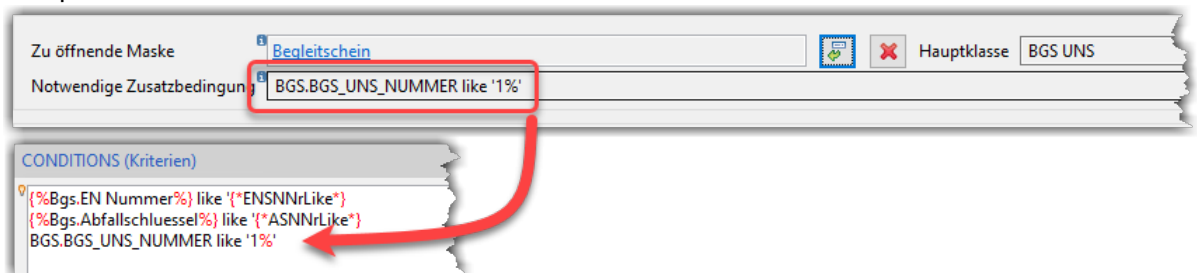 Zu öffnende Maske Begleitschein Hauptklasse BGS UNS
Notwendige Zusatzbedingung BGS.BGS_UNS_NUMMER like '1%'
CONDITIONS (Kriterien)
{%Bgs.EN Nummer%} like '{*ENSNNrLike*}
{%Bgs.Abfallschluessel%} like '{*ASNNrLike*}
BGS.BGS_UNS_NUMMER like '1%'